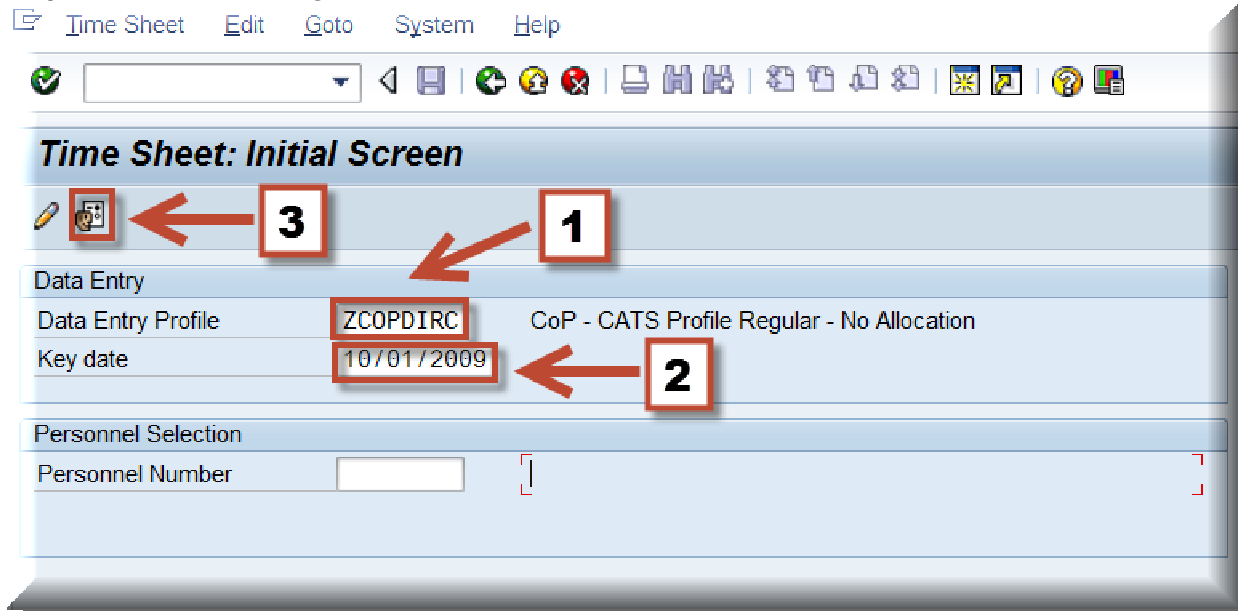 Time Sheet Edit Goto System Help
Time Sheet: Initial Screen
3
1
Data Entry
Data Entry Profile ZCOPDIRC CoP - CATS Profile Regular - No Allocation
Key date 10/01/2009
2
Personnel Selection
Personnel Number